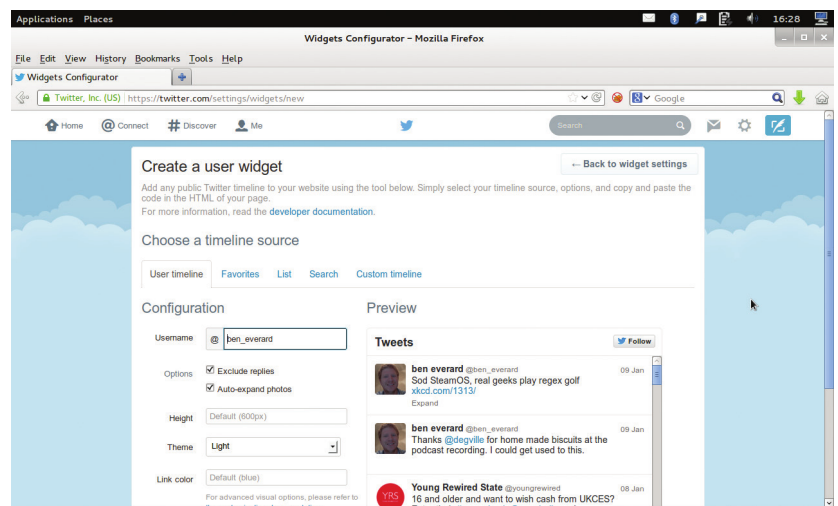 Applications Places 16:28
Widgets Configurator - Mozilla Firefox
File Edit View History Bookmarks Tools Help
Widgets Configurator
Twitter, Inc. (US) https://twitter.com/settings/widgets/new Google
Home Connect Discover Me Search
Create a user widget
← Back to widget settings
Add any public Twitter timeline to your website using the tool below. Simply select your timeline source, options, and copy and paste the
code in the HTML of your page.
For more information, read the developer documentation.
Choose a timeline source
User timeline Favorites List Search Custom timeline
Configuration
Username @ ben_everard
Options Exclude replies
Auto-expand photos
Height Default (600px)
Theme Light
Link color Default (blue)
For advanced visual options, please refer to
Preview
Tweets Follow
ben everard @ben_everard 09 Jan
Sod SteamOS, real geeks play regex golf
xkcd.com/1313/
Expand
ben everard @ben_everard 09 Jan
Thanks @degville for home made biscuits at the
podcast recording. I could get used to this.
YRS
Young Rewired State @youngrewired 08 Jan
16 and older and want to wish cash from UKCES?